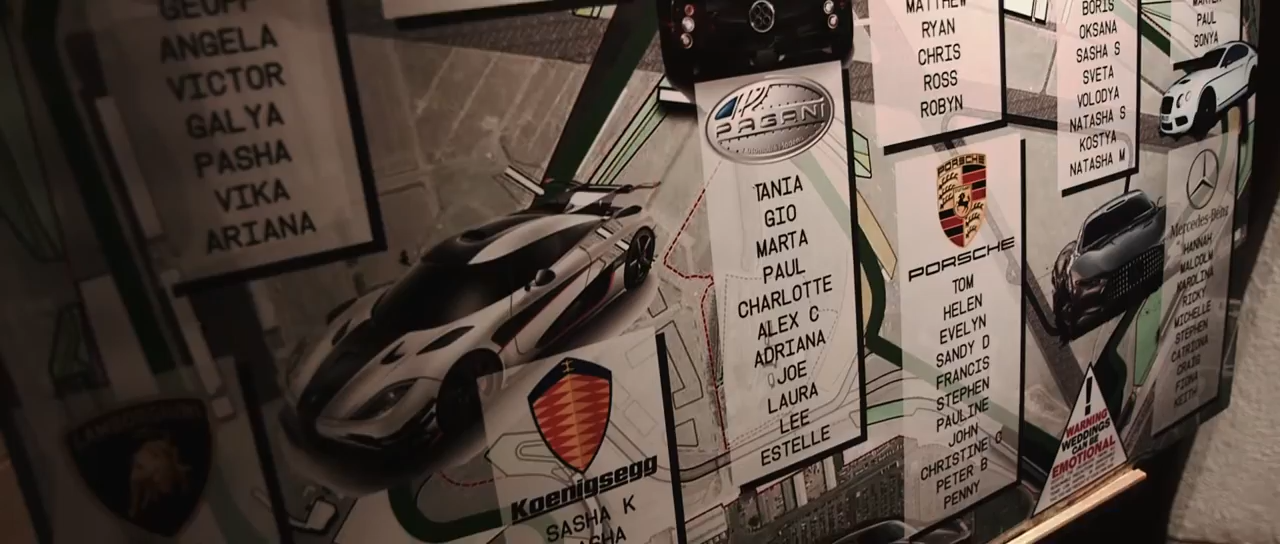 GEOFF
ANGELA
VICTOR
GALYA
PASHA
VIKA
ARIANA
LAMBORGHINI
Koenigsegg
SASHA K
PAGANI
TANIA
GIO
MARTA
PAUL
CHARLOTTE
ALEX C
ADRIANA
JOE
LAURA
LEE
ESTELLE
MATTHEW
RYAN
CHRIS
ROSS
ROBYN
PORSCHE
PORSCHE
TOM
HELEN
EVELYN
SANDY D
FRANCIS
STEPHEN
PAULINE
JOHN
CHRISTINE C
PETER B
PENNY
BORIS
OKSANA
SASHA S
SVETA
VOLODYA
NATASHA S
KOSTYA
NATASHA M
!
WARNING
WEDDINGS
CAN BE
EMOTIONAL
PAUL
SONYA
Mercedes-Benz
HANNAH
MALCOLM
KAROLINA
RICKY
MICHELLE
STEPHEN
CATRIONA
CRAIG
FIONA
KEITH